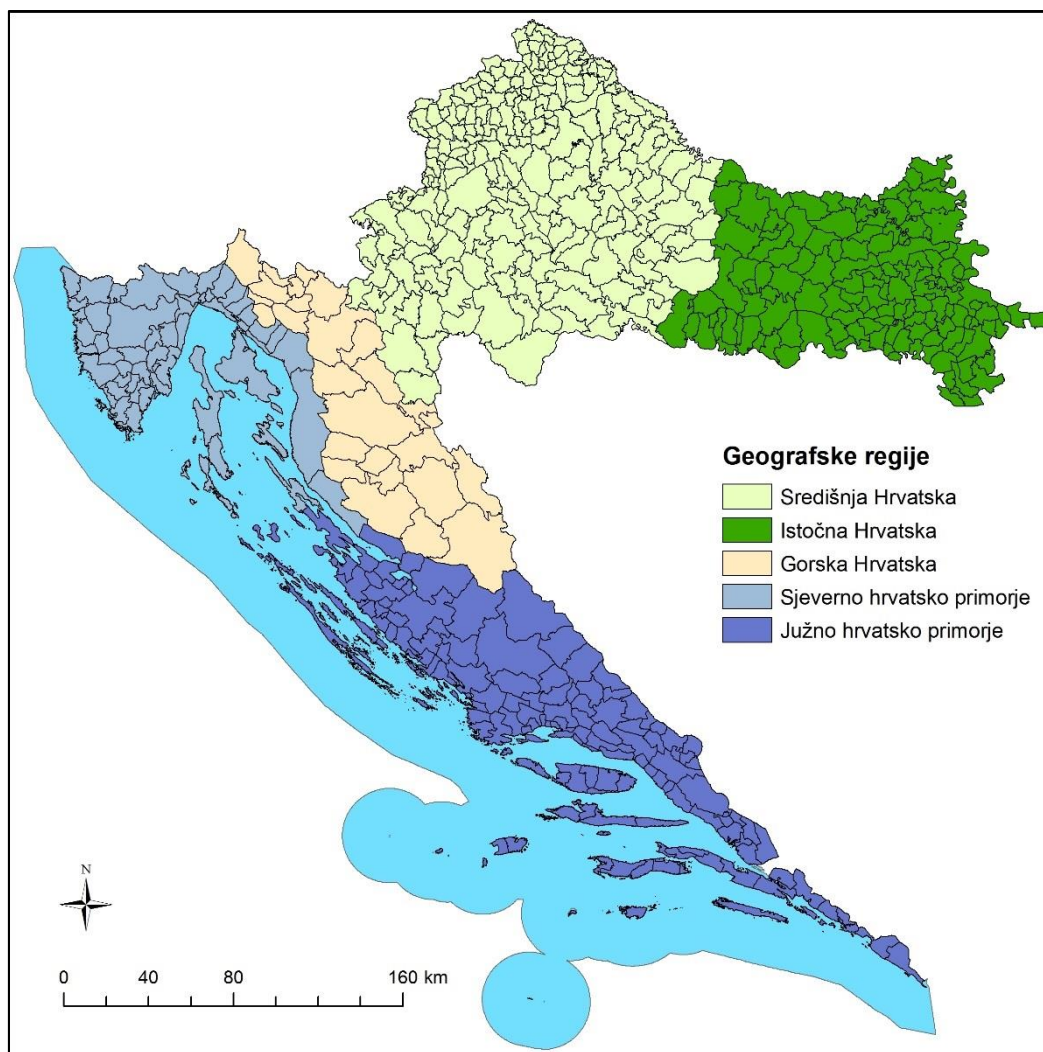 Geografske regije
Središnja Hrvatska
Istočna Hrvatska
Gorska Hrvatska
Sjeverno hrvatsko primorje
Južno hrvatsko primorje
N
0 40 80 160 km